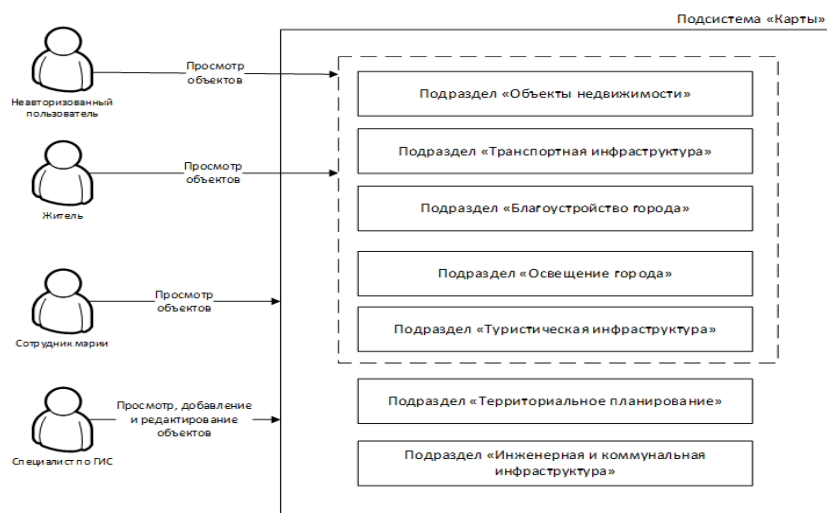 Подсистема «Карты»
Просмотр
объектов
Неавторизованный
пользователь
Подраздел «Объекты недвижимости»
Подраздел «Транспортная инфраструктура»
Просмотр
объектов
Житель
Подраздел «Благоустройство города»
Подраздел «Освещение города»
Просмотр
объектов
Сотрудник мэрии
Подраздел «Туристическая инфраструктура»
Просмотр, добавление
и редактирование
объектов
Специалист по ГИС
Подраздел «Территориальное планирование»
Подраздел «Инженерная и коммунальная
инфраструктура»